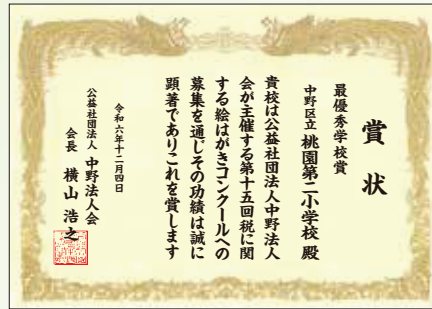 賞状
最優秀学校賞
中野区立 桃園第二小学校 殿
貴校は公益社団法人中野法人
会が主催する第十五回税に関
する絵はがきコンクールへの
募集を通じその功績は誠に
顕著でありこれを賞します
令和六年十二月四日
公益社団法人 中野法人会
会長 横山浩之